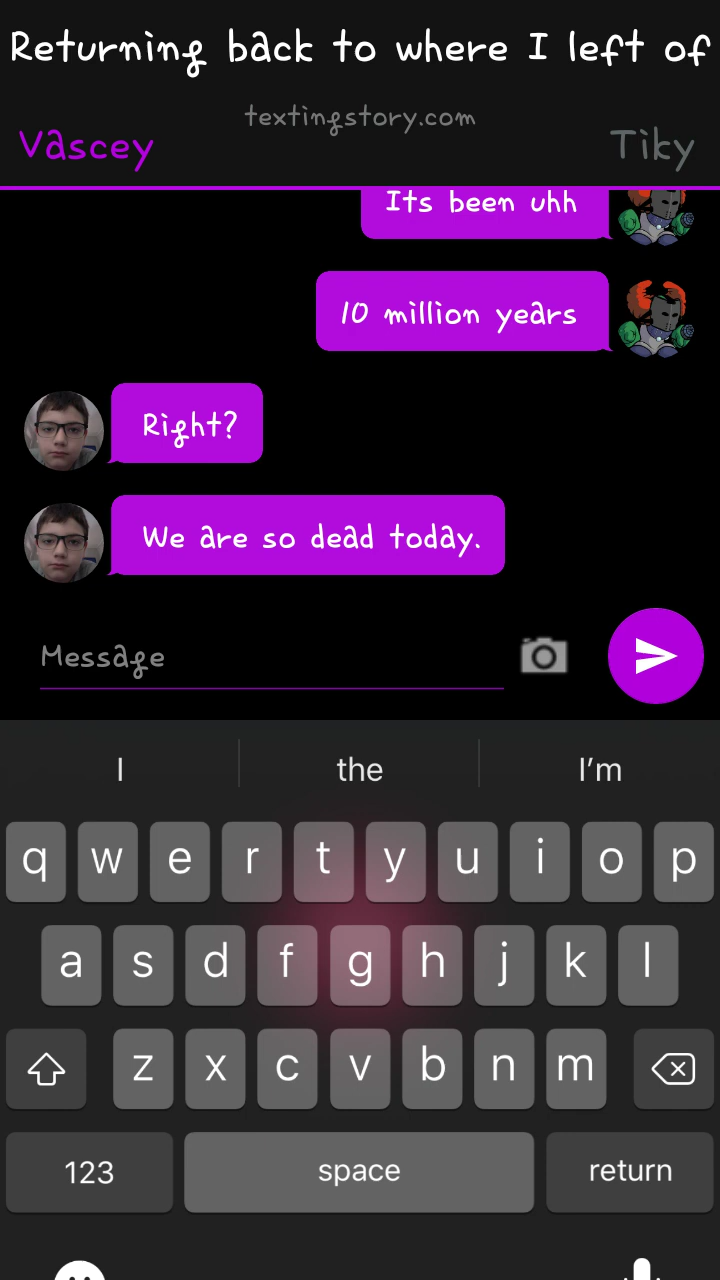 Returning back to where I left of
textingstory.com
Vascey
Tiky
Its been uhh
10 million years
Right?
We are so dead today.
Message
I
the
I'm
q w e r t y u i o p
a s d f g h j k l
z x c v b n m
123
space
return